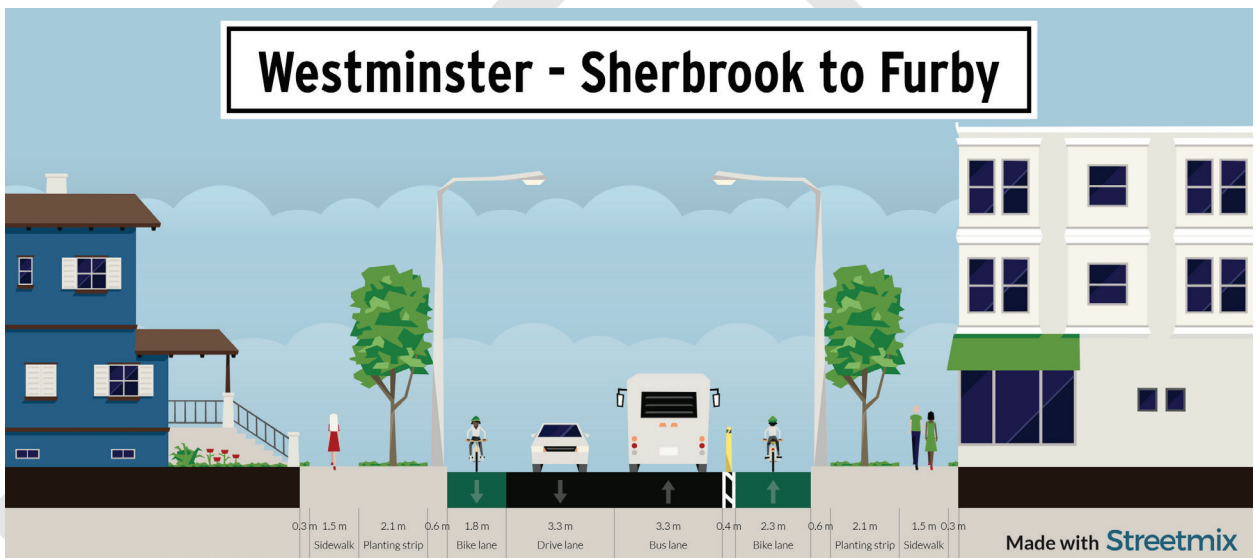 Westminster - Sherbrook to Furby
0.3 m 1.5 m 2.1 m 0.6 m 1.8 m 3.3 m 3.3 m 0.4 m 2.3 m 0.6 m 2.1 m 1.5 m 0.3 m
Sidewalk Planting strip Bike lane Drive lane Bus lane Bike lane Planting strip Sidewalk
Made with Streetmix